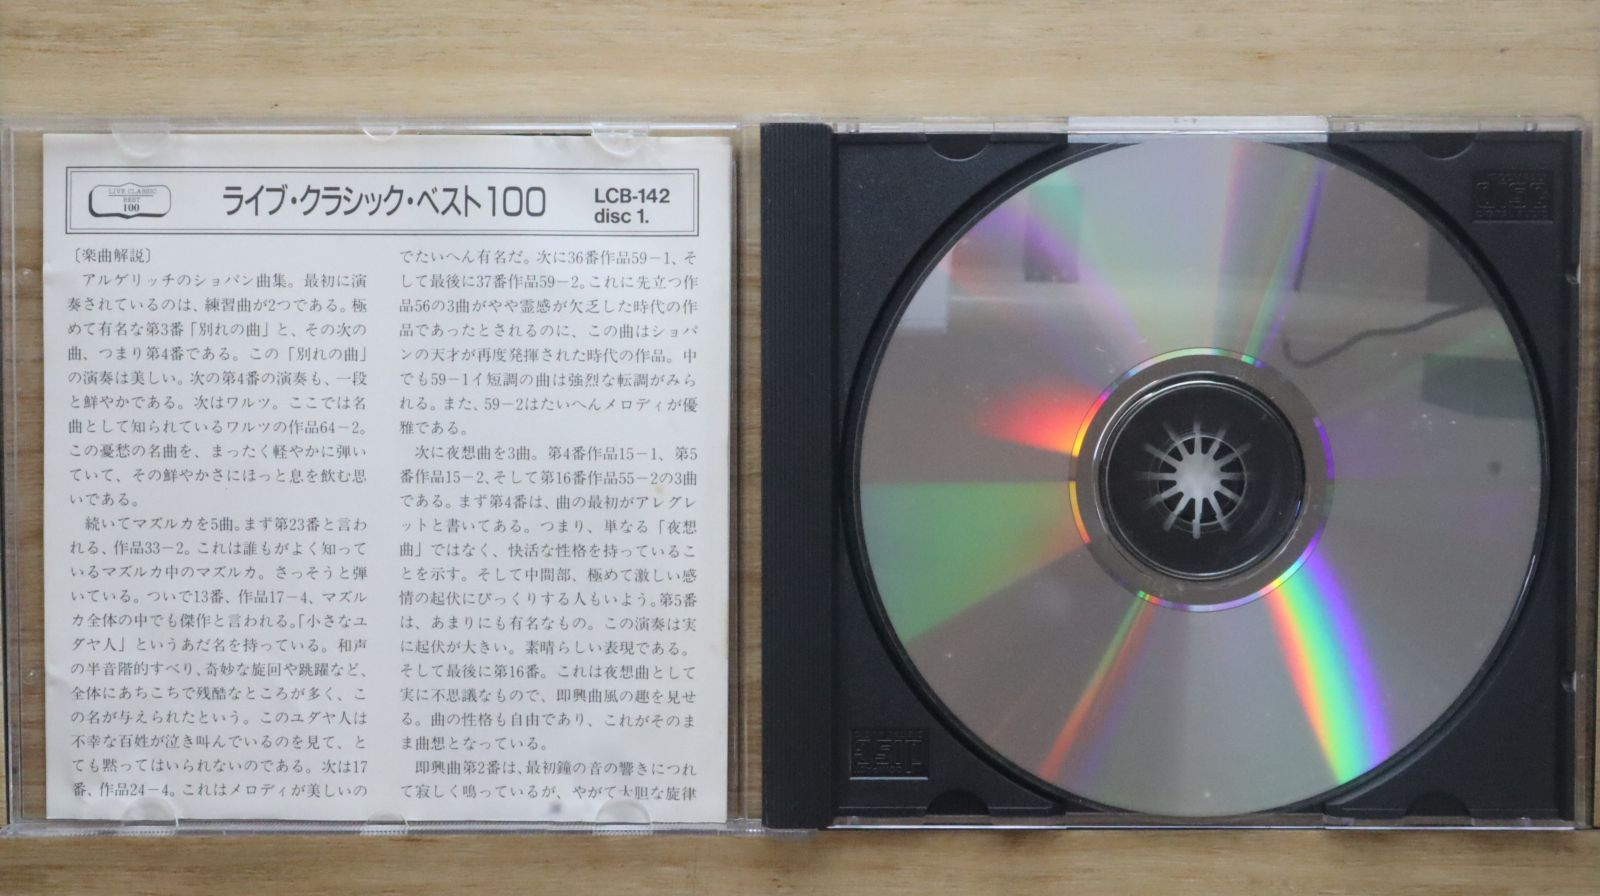 LIVE CLASSIC
BEST
100
ライブ・クラシック・ベスト100
LCB-142
disc 1.
〔楽曲解説〕
アルゲリッチのショパン曲集。最初に演
奏されているのは、練習曲が2つである。極
めて有名な第3番「別れの曲」と、その次の
曲、つまり第4番である。この「別れの曲」
の演奏は美しい。次の第4番の演奏も、一段
と鮮やかである。次はワルツ。ここでは名
曲として知られているワルツの作品64－2。
この憂愁の名曲を、まったく軽やかに弾い
ていて、その鮮やかさにほっと息を飲む思
いである。
続いてマズルカを5曲。まず第23番と言わ
れる、作品33－2。これは誰もがよく知って
いるマズルカ中のマズルカ。さっそうと弾
いている。ついで13番、作品17－4、マズル
カ全体の中でも傑作と言われる。「小さなユ
ダヤ人」というあだ名を持っている。和声
の半音階的すべり、奇妙な旋回や跳躍など、
全体にあちこちで残酷なところが多く、こ
の名が与えられたという。このユダヤ人は
不幸な百姓が泣き叫んでいるのを見て、と
ても黙ってはいられないのである。次は17
番、作品24－4。これはメロディが美しいの
でたいへん有名だ。次に36番作品59－1、そ
して最後に37番作品59－2。これに先立つ作
品56の3曲がやや霊感が欠乏した時代の作
品であったとされるのに、この曲はショパ
ンの天才が再度発揮された時代の作品。中
でも59－1イ短調の曲は強烈な転調がみら
れる。また、59－2はたいへんメロディが優
雅である。
次に夜想曲を3曲。第4番作品15－1、第5
番作品15－2、そして第16番作品55－2の3曲
である。まず第4番は、曲の最初がアレグレ
ットと書いてある。つまり、単なる「夜想
曲」ではなく、快活な性格を持っているこ
とを示す。そして中間部、極めて激しい感
情の起伏にびっくりする人もいよう。第5番
は、あまりにも有名なもの。この演奏は実
に起伏が大きい。素晴らしい表現である。
そして最後に第16番。これは夜想曲として
実に不思議なもので、即興曲風の趣を見せ
る。曲の性格も自由であり、これがそのま
ま曲想となっている。
即興曲第2番は、最初鐘の音の響きにつれ
て寂しく鳴っているが、やがて大胆な旋律